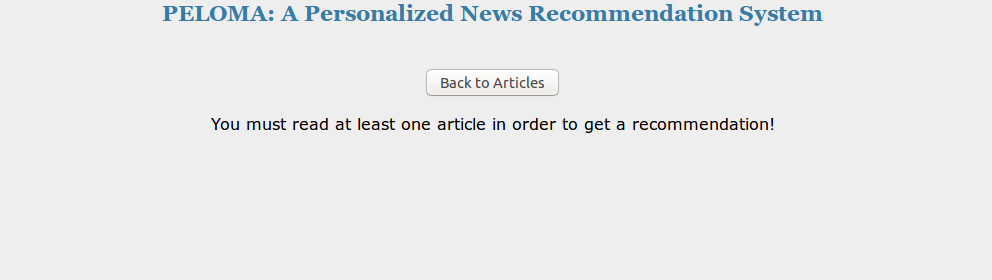 PELOMA: A Personalized News Recommendation System
Back to Articles
You must read at least one article in order to get a recommendation!